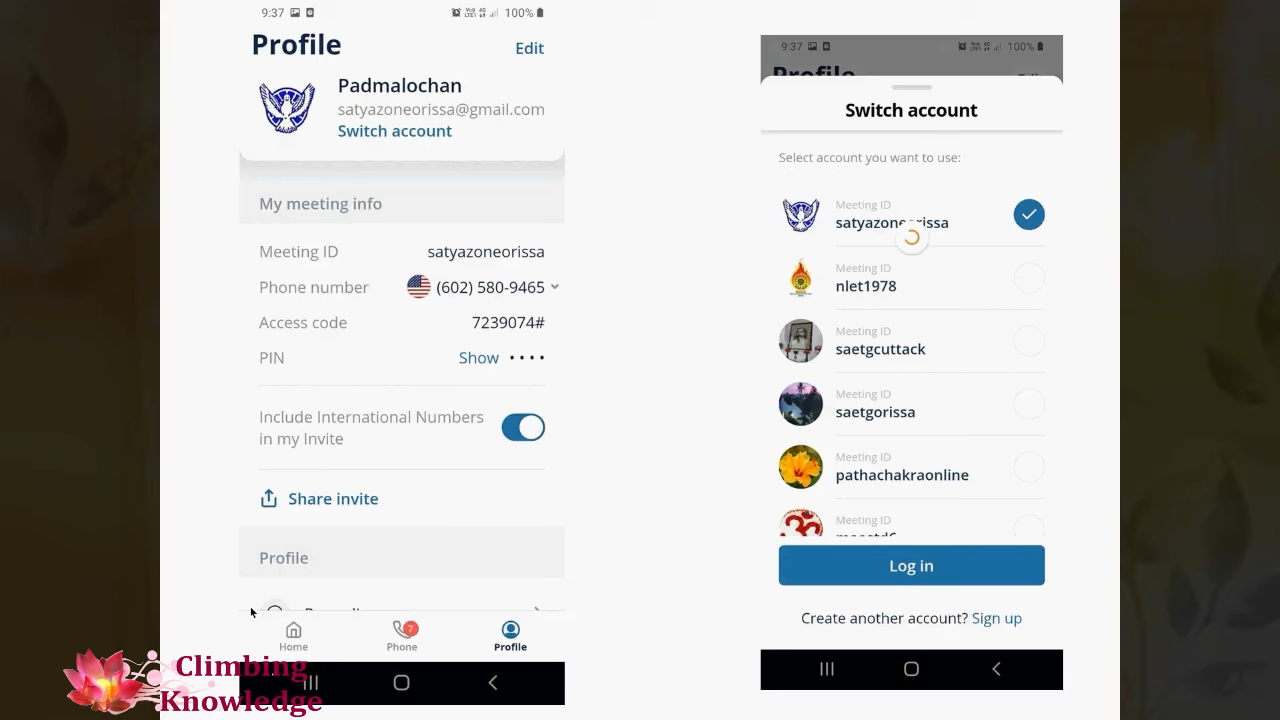 9:37
100%
Profile
Edit
Padmalochan
satyazoneorissa@gmail.com
Switch account
My meeting info
Meeting ID
satyazoneorissa
Phone number
(602) 580-9465
Access code
7239074#
PIN
Show ••••
Include International Numbers
in my Invite
Share invite
Profile
Home
Phone
7
Profile
9:37
100%
Profile
Switch account
Select account you want to use:
Meeting ID
satyazoneorissa
Meeting ID
nlet1978
Meeting ID
saetgcuttack
Meeting ID
saetgorissa
Meeting ID
pathachakraonline
Meeting ID
Log in
Create another account? Sign up
Climbing
Knowledge